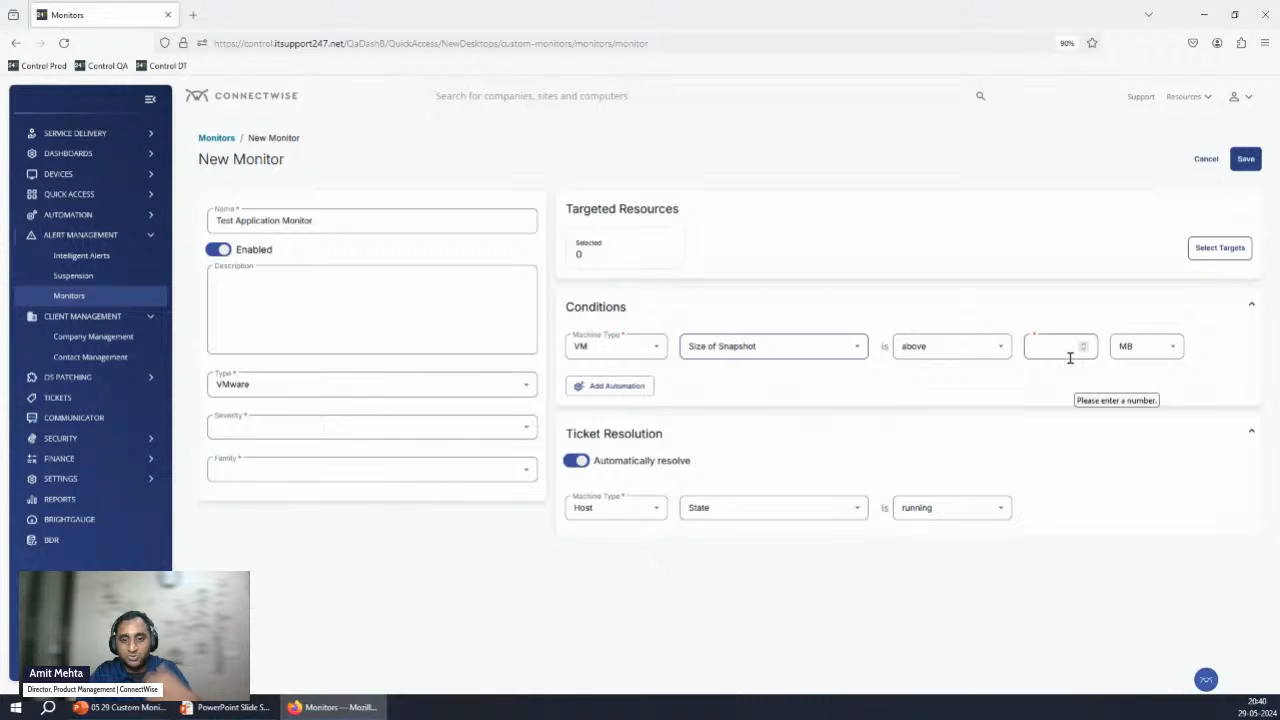 Monitors
https://control.itsupport247.net/QaDashB/QuickAccess/NewDesktops/custom-monitors/monitors/monitor
90%
Control Prod
Control QA
Control DT
CONNECTWISE
Search for companies, sites and computers
Support
Resources
SERVICE DELIVERY
DASHBOARDS
DEVICES
QUICK ACCESS
AUTOMATION
ALERT MANAGEMENT
Intelligent Alerts
Suspension
Monitors
CLIENT MANAGEMENT
Company Management
Contact Management
OS PATCHING
TICKETS
COMMUNICATOR
SECURITY
FINANCE
SETTINGS
REPORTS
BRIGHTGAUGE
BDR
Monitors / New Monitor
New Monitor
Cancel
Save
Name *
Test Application Monitor
Enabled
Description
Type *
VMware
Severity *
Family *
Targeted Resources
Selected
0
Select Targets
Conditions
Machine Type *
VM
Size of Snapshot
is
above
*
MB
Please enter a number.
Add Automation
Ticket Resolution
Automatically resolve
Machine Type *
Host
State
is
running
Amit Mehta
Director, Product Management | ConnectWise
05 29 Custom Moni...
PowerPoint Slide S...
Monitors — Mozill...
20:40
29-05-2024